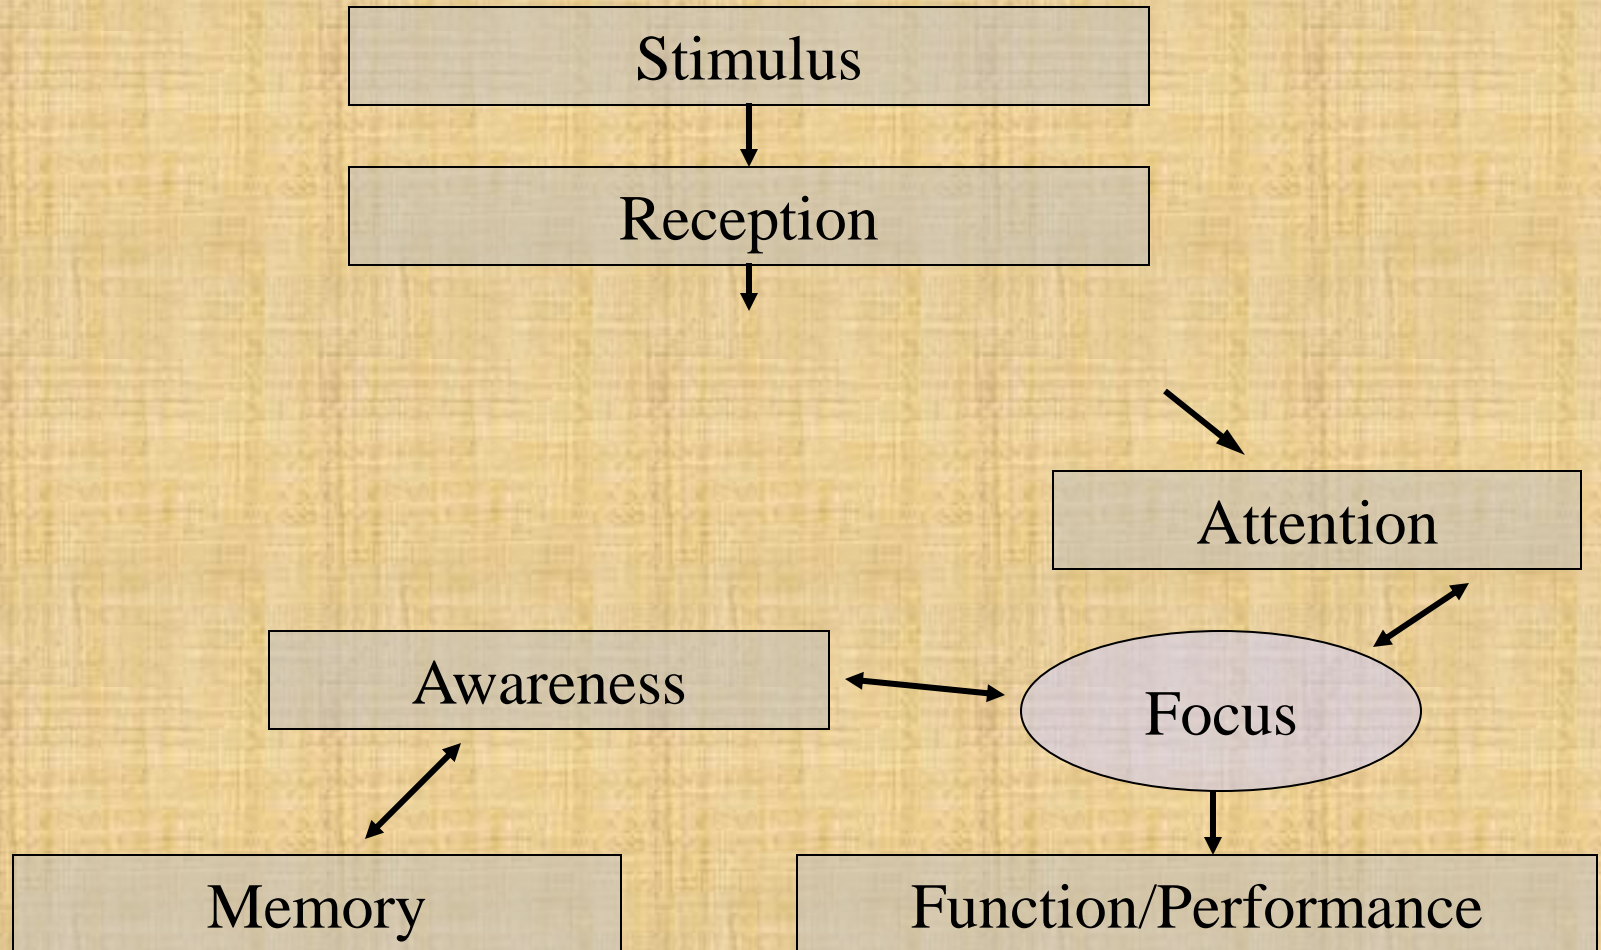 Stimulus
Reception
Attention
Awareness
Focus
Memory
Function/Performance